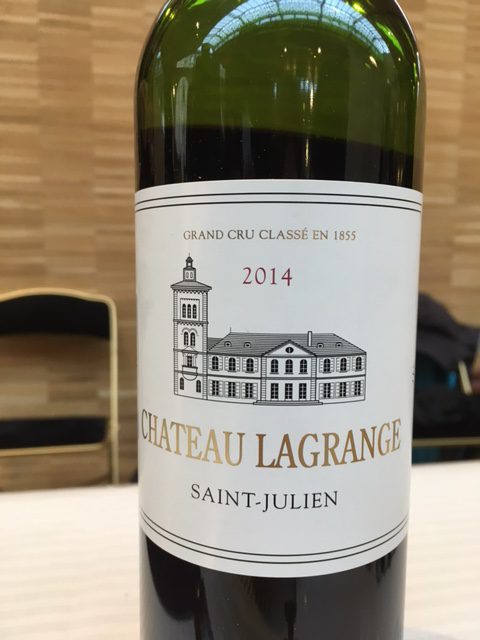 GRAND CRU CLASSÉ EN 1855
2014
CHATEAU LAGRANGE
SAINT-JULIEN